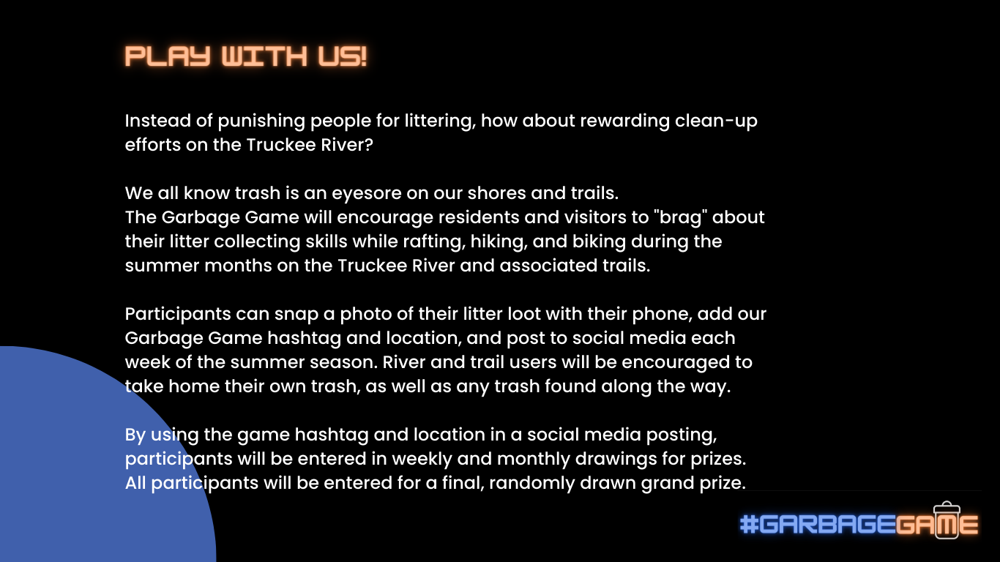 PLAY WITH US!
Instead of punishing people for littering, how about rewarding clean-up
efforts on the Truckee River?
We all know trash is an eyesore on our shores and trails.
The Garbage Game will encourage residents and visitors to "brag" about
their litter collecting skills while rafting, hiking, and biking during the
summer months on the Truckee River and associated trails.
Participants can snap a photo of their litter loot with their phone, add our
Garbage Game hashtag and location, and post to social media each
week of the summer season. River and trail users will be encouraged to
take home their own trash, as well as any trash found along the way.
By using the game hashtag and location in a social media posting,
participants will be entered in weekly and monthly drawings for prizes.
All participants will be entered for a final, randomly drawn grand prize.
#GARBAGEGAME